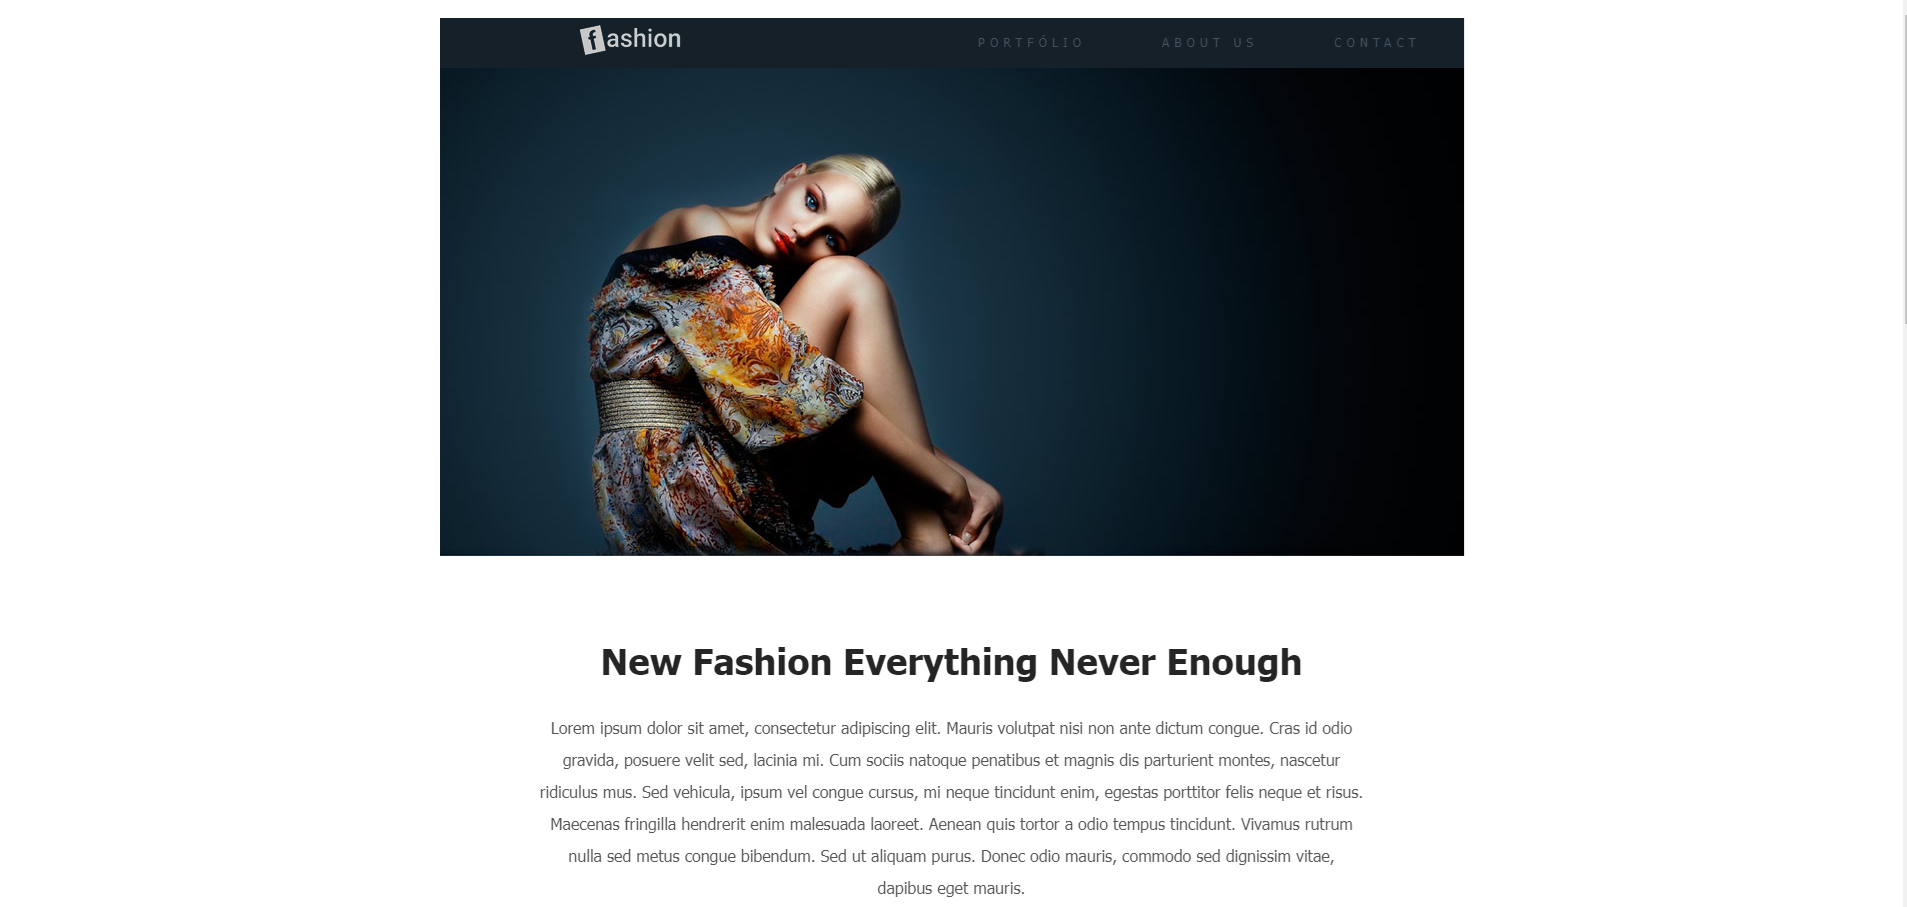 fashion
PORTFÓLIO
ABOUT US
CONTACT
New Fashion Everything Never Enough
Lorem ipsum dolor sit amet, consectetur adipiscing elit. Mauris volutpat nisi non ante dictum congue. Cras id odio
gravida, posuere velit sed, lacinia mi. Cum sociis natoque penatibus et magnis dis parturient montes, nascetur
ridiculus mus. Sed vehicula, ipsum vel congue cursus, mi neque tincidunt enim, egestas porttitor felis neque et risus.
Maecenas fringilla hendrerit enim malesuada laoreet. Aenean quis tortor a odio tempus tincidunt. Vivamus rutrum
nulla sed metus congue bibendum. Sed ut aliquam purus. Donec odio mauris, commodo sed dignissim vitae,
dapibus eget mauris.